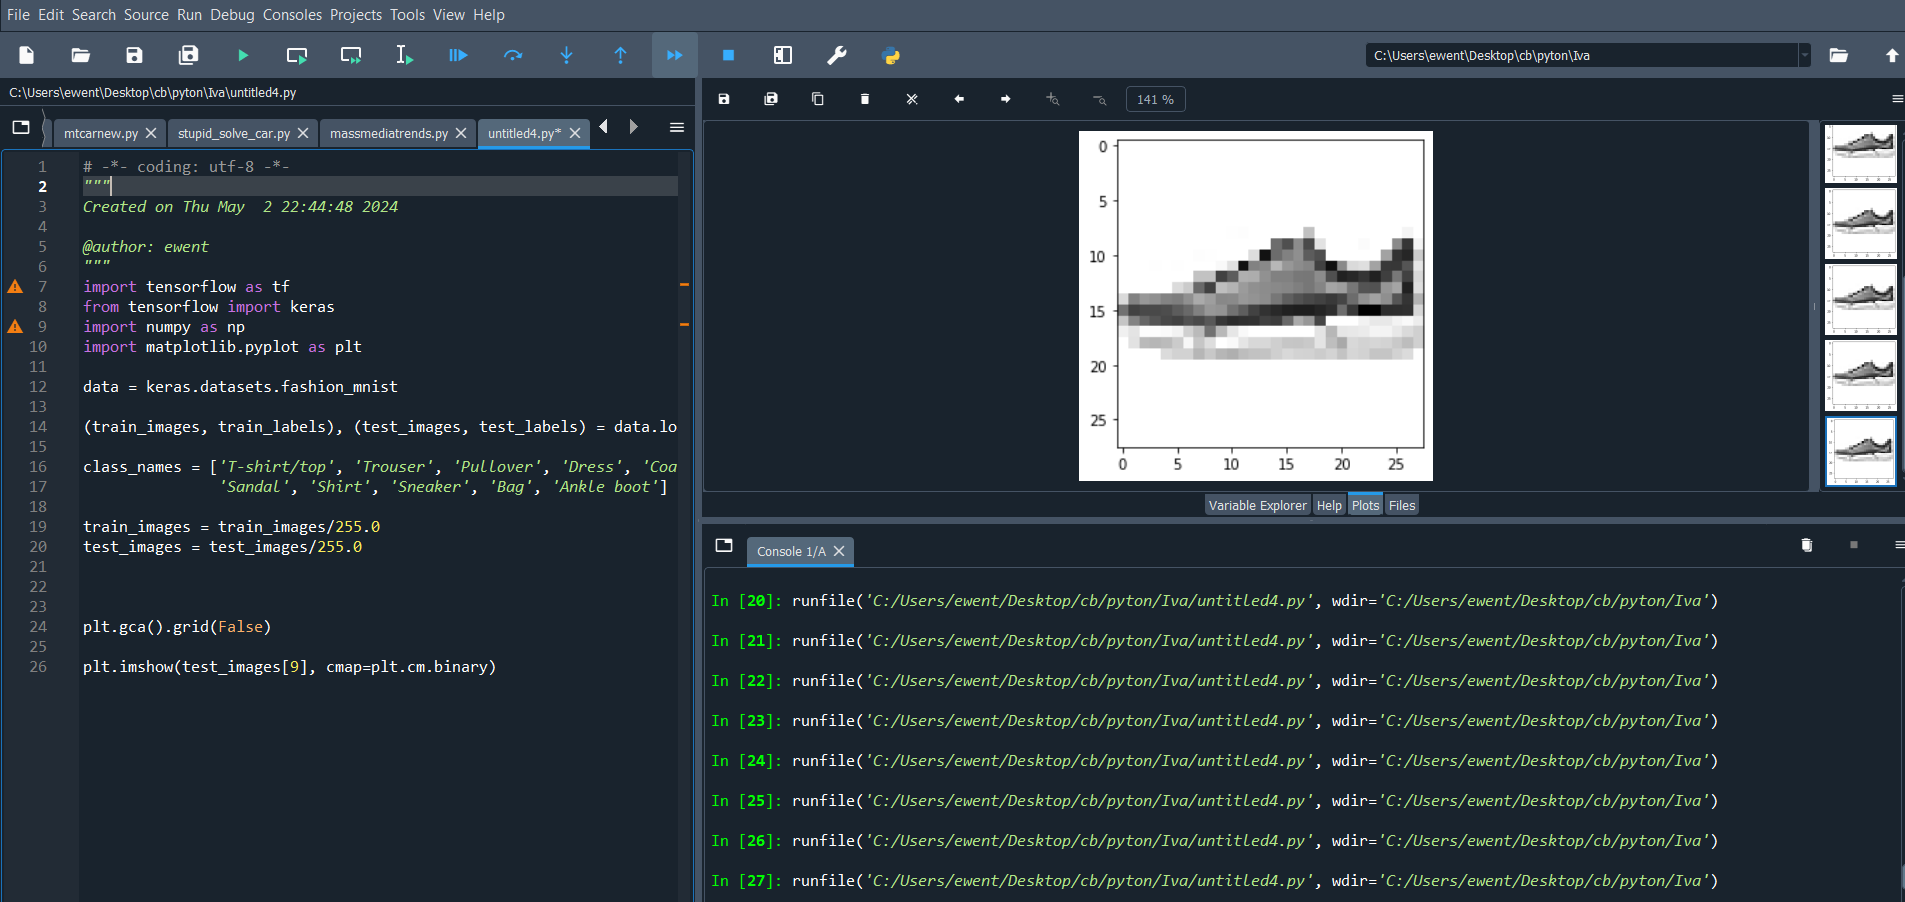 File Edit Search Source Run Debug Consoles Projects Tools View Help
C:\Users\ewent\Desktop\cb\pyton\Iva
C:\Users\ewent\Desktop\cb\pyton\Iva\untitled4.py
mtcarnew.py stupid_solve_car.py massmediatrends.py untitled4.py*
1 # -*- coding: utf-8 -*-
2 """
3 Created on Thu May  2 22:44:48 2024
4
5 @author: ewent
6 """
7 import tensorflow as tf
8 from tensorflow import keras
9 import numpy as np
10 import matplotlib.pyplot as plt
11
12 data = keras.datasets.fashion_mnist
13
14 (train_images, train_labels), (test_images, test_labels) = data.lo
15
16 class_names = ['T-shirt/top', 'Trouser', 'Pullover', 'Dress', 'Coa
17                'Sandal', 'Shirt', 'Sneaker', 'Bag', 'Ankle boot']
18
19 train_images = train_images/255.0
20 test_images = test_images/255.0
21
22
23
24 plt.gca().grid(False)
25
26 plt.imshow(test_images[9], cmap=plt.cm.binary)
141 %
0
5
10
15
20
25
0 5 10 15 20 25
Variable Explorer Help Plots Files
Console 1/A
In [20]: runfile('C:/Users/ewent/Desktop/cb/pyton/Iva/untitled4.py', wdir='C:/Users/ewent/Desktop/cb/pyton/Iva')
In [21]: runfile('C:/Users/ewent/Desktop/cb/pyton/Iva/untitled4.py', wdir='C:/Users/ewent/Desktop/cb/pyton/Iva')
In [22]: runfile('C:/Users/ewent/Desktop/cb/pyton/Iva/untitled4.py', wdir='C:/Users/ewent/Desktop/cb/pyton/Iva')
In [23]: runfile('C:/Users/ewent/Desktop/cb/pyton/Iva/untitled4.py', wdir='C:/Users/ewent/Desktop/cb/pyton/Iva')
In [24]: runfile('C:/Users/ewent/Desktop/cb/pyton/Iva/untitled4.py', wdir='C:/Users/ewent/Desktop/cb/pyton/Iva')
In [25]: runfile('C:/Users/ewent/Desktop/cb/pyton/Iva/untitled4.py', wdir='C:/Users/ewent/Desktop/cb/pyton/Iva')
In [26]: runfile('C:/Users/ewent/Desktop/cb/pyton/Iva/untitled4.py', wdir='C:/Users/ewent/Desktop/cb/pyton/Iva')
In [27]: runfile('C:/Users/ewent/Desktop/cb/pyton/Iva/untitled4.py', wdir='C:/Users/ewent/Desktop/cb/pyton/Iva')